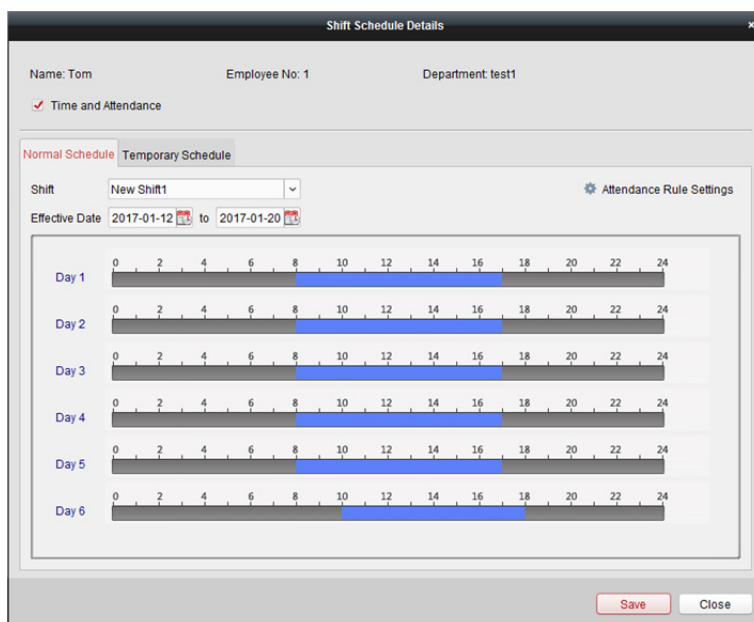 Shift Schedule Details
Name: Tom Employee No: 1 Department: test1
Time and Attendance
Normal Schedule Temporary Schedule
Shift New Shift1 Attendance Rule Settings
Effective Date 2017-01-12 to 2017-01-20
0 2 4 6 8 10 12 14 16 18 20 22 24
Day 1
0 2 4 6 8 10 12 14 16 18 20 22 24
Day 2
0 2 4 6 8 10 12 14 16 18 20 22 24
Day 3
0 2 4 6 8 10 12 14 16 18 20 22 24
Day 4
0 2 4 6 8 10 12 14 16 18 20 22 24
Day 5
0 2 4 6 8 10 12 14 16 18 20 22 24
Day 6
Save Close